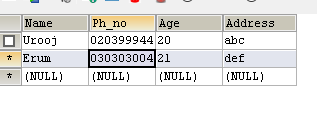 Name Ph_no Age Address
Urooj 020399944 20 abc
* Erum 030303004 21 def
* (NULL) (NULL) (NULL) (NULL)